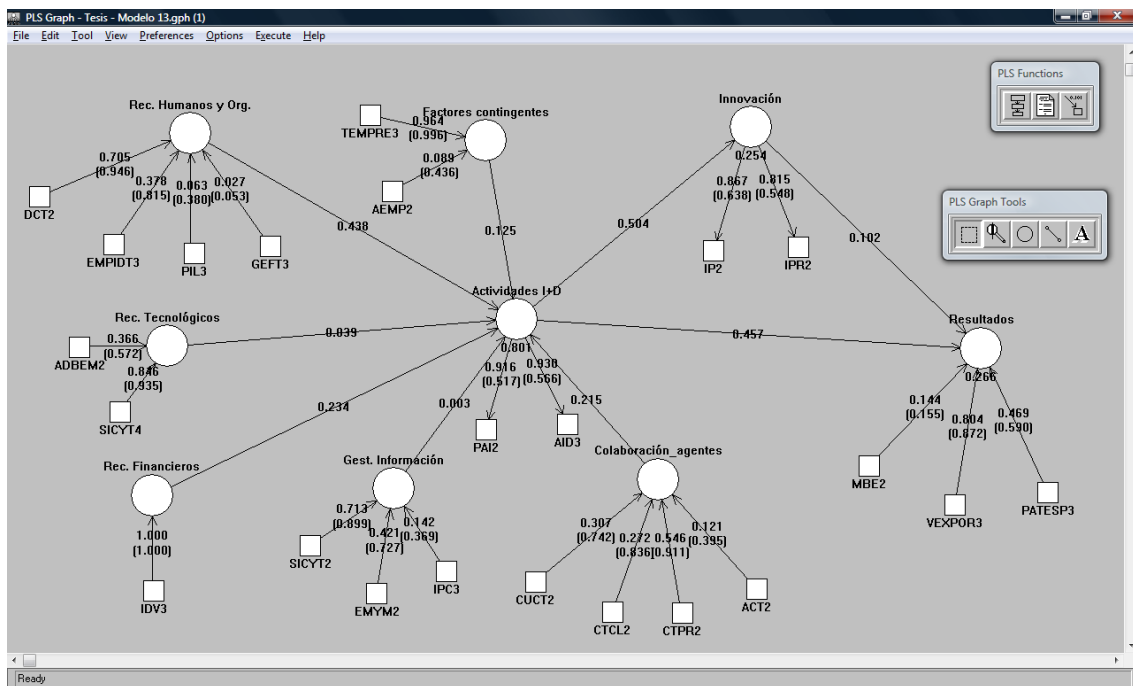 PLS Graph - Tesis - Modelo 13.gph (1)
File Edit Tool View Preferences Options Execute Help
PLS Functions
PLS Graph Tools
A
Rec. Humanos y Org.
0.705
(0.946)
0.378
(0.815)
0.063
(0.380)
0.027
(0.053)
DCT2
EMPIDT3
PIL3
GEFT3
0.438
Factores contingentes
TEMPRE3
0.964
(0.996)
0.089
(0.436)
AEMP2
0.125
Innovación
0.254
0.867
(0.638)
0.815
(0.548)
IP2
IPR2
0.504
0.102
Actividades I+D
0.801
0.916
(0.517)
0.930
(0.566)
PAI2
AID3
0.457
Rec. Tecnológicos
ADBEM2
0.366
(0.572)
0.846
(0.935)
SICYT4
0.039
Resultados
0.266
0.144
(0.155)
0.804
(0.872)
0.469
(0.590)
MBE2
VEXPOR3
PATESP3
Rec. Financieros
1.000
(1.000)
IDV3
0.234
Gest. Información
0.713
(0.899)
0.421
(0.727)
0.142
(0.369)
SICYT2
EMYM2
IPC3
0.003
Colaboración_agentes
0.307
(0.742)
0.272
(0.836)
0.546
(0.911)
0.121
(0.395)
CUCT2
CTCL2
CTPR2
ACT2
0.215
Ready